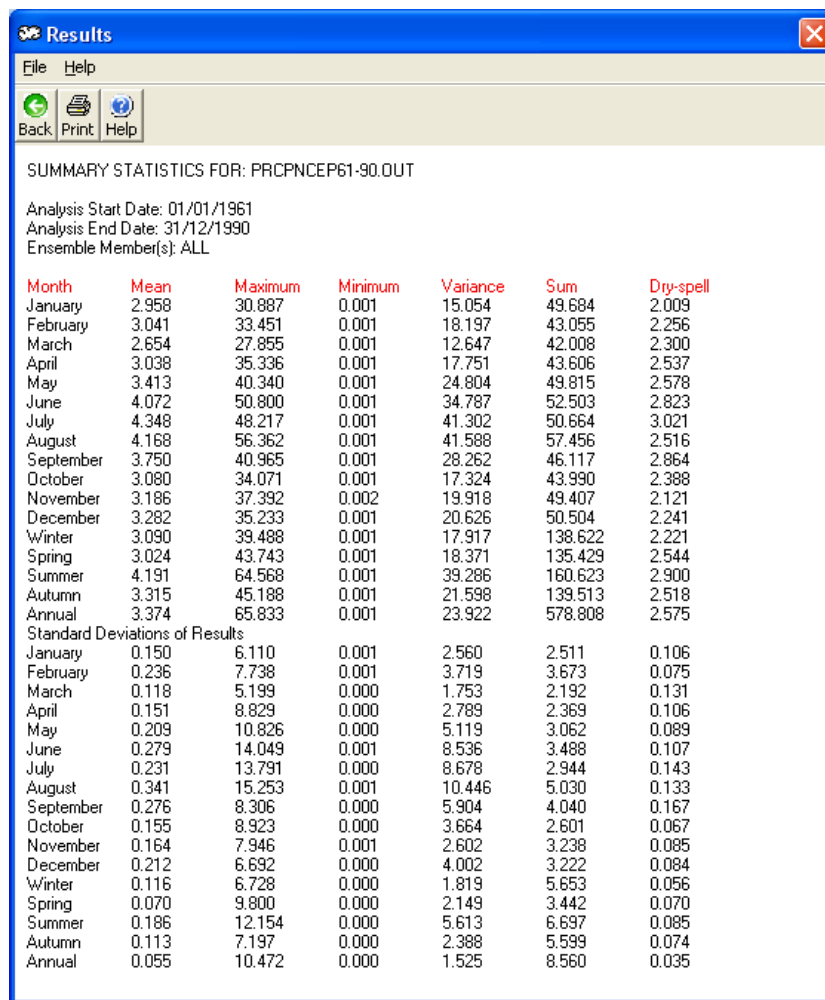 Results
File Help
Back Print Help
SUMMARY STATISTICS FOR: PRCPNCEP61-90.OUT
Analysis Start Date: 01/01/1961
Analysis End Date: 31/12/1990
Ensemble Member(s): ALL
Month Mean Maximum Minimum Variance Sum Dry-spell
January 2.958 30.887 0.001 15.054 49.684 2.009
February 3.041 33.451 0.001 18.197 43.055 2.256
March 2.654 27.855 0.001 12.647 42.008 2.300
April 3.038 35.336 0.001 17.751 43.606 2.537
May 3.413 40.340 0.001 24.804 49.815 2.578
June 4.072 50.800 0.001 34.787 52.503 2.823
July 4.348 48.217 0.001 41.302 50.664 3.021
August 4.168 56.362 0.001 41.588 57.456 2.516
September 3.750 40.965 0.001 28.262 46.117 2.864
October 3.080 34.071 0.001 17.324 43.990 2.388
November 3.186 37.392 0.002 19.918 49.407 2.121
December 3.282 35.233 0.001 20.626 50.504 2.241
Winter 3.090 39.488 0.001 17.917 138.622 2.221
Spring 3.024 43.743 0.001 18.371 135.429 2.544
Summer 4.191 64.568 0.001 39.286 160.623 2.900
Autumn 3.315 45.188 0.001 21.598 139.513 2.518
Annual 3.374 65.833 0.001 23.922 578.808 2.575
Standard Deviations of Results
January 0.150 6.110 0.001 2.560 2.511 0.106
February 0.236 7.738 0.001 3.719 3.673 0.075
March 0.118 5.199 0.000 1.753 2.192 0.131
April 0.151 8.829 0.000 2.789 2.369 0.106
May 0.209 10.826 0.000 5.119 3.062 0.089
June 0.279 14.049 0.001 8.536 3.488 0.107
July 0.231 13.791 0.000 8.678 2.944 0.143
August 0.341 15.253 0.001 10.446 5.030 0.133
September 0.276 8.306 0.000 5.904 4.040 0.167
October 0.155 8.923 0.000 3.664 2.601 0.067
November 0.164 7.946 0.001 2.602 3.238 0.085
December 0.212 6.692 0.000 4.002 3.222 0.084
Winter 0.116 6.728 0.000 1.819 5.653 0.056
Spring 0.070 9.800 0.000 2.149 3.442 0.070
Summer 0.186 12.154 0.000 5.613 6.697 0.085
Autumn 0.113 7.197 0.000 2.388 5.599 0.074
Annual 0.055 10.472 0.000 1.525 8.560 0.035